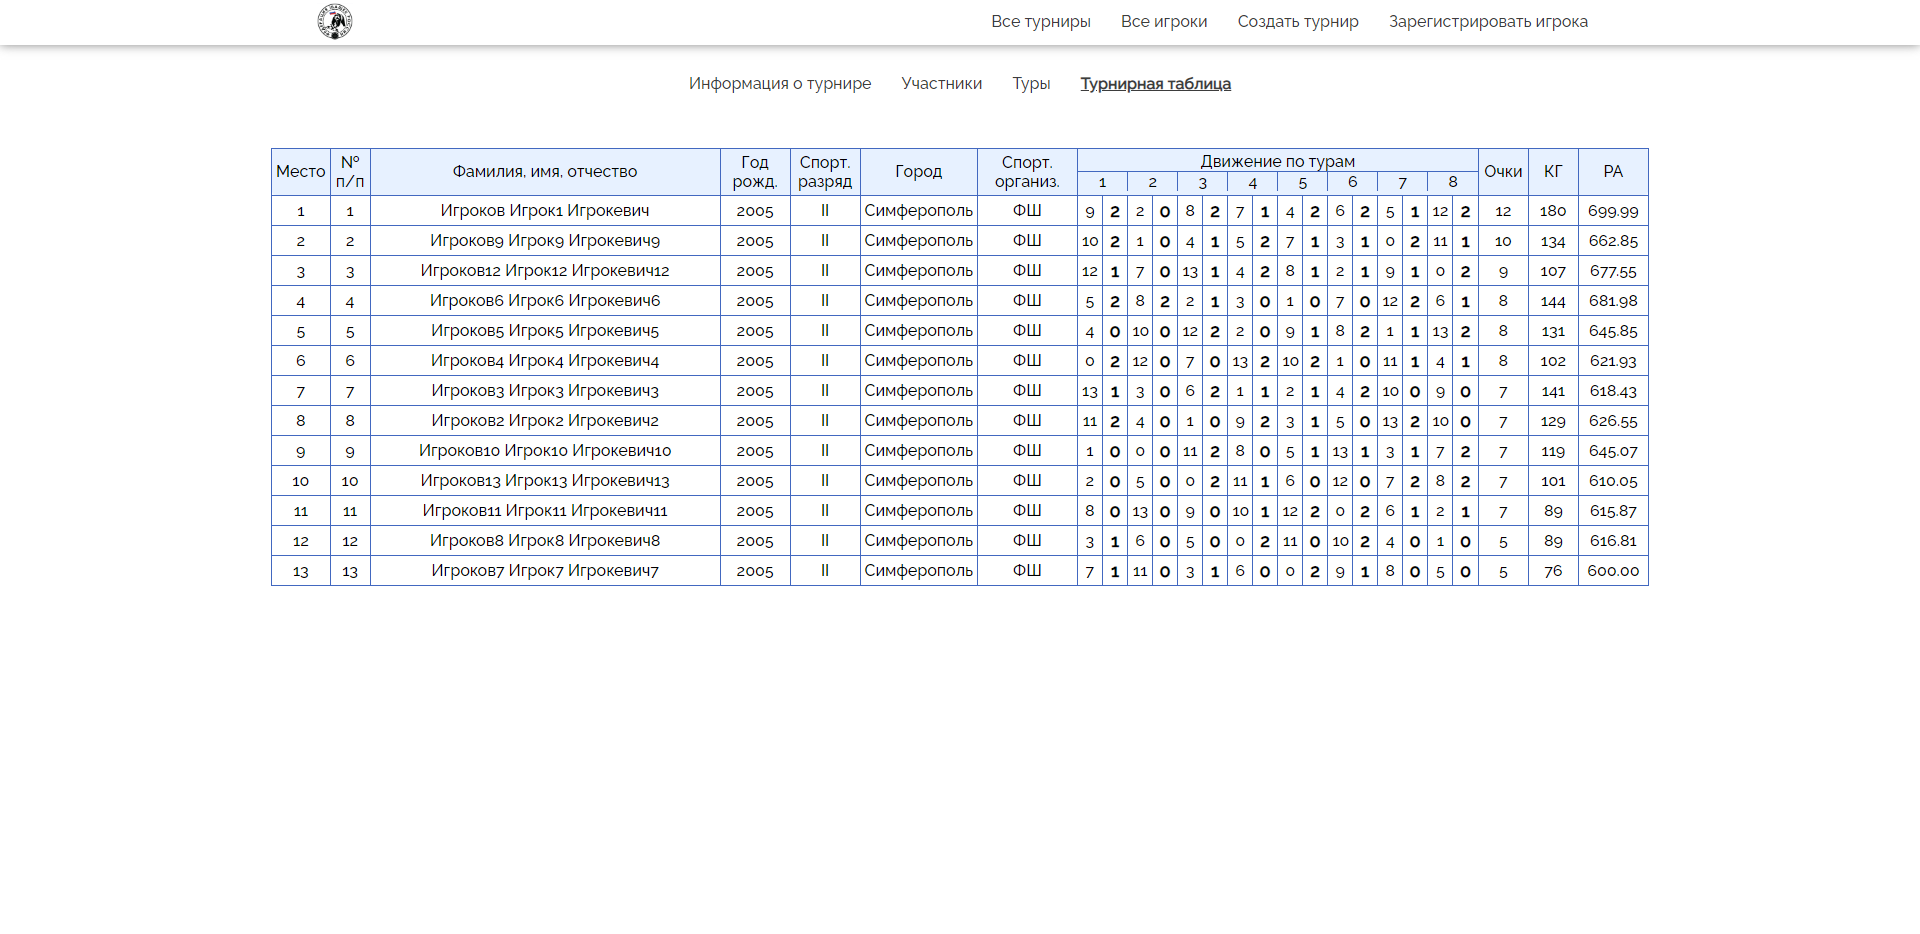 Все турниры Все игроки Создать турнир Зарегистрировать игрока
Информация о турнире Участники Туры Турнирная таблица
Место № п/п Фамилия, имя, отчество Год рожд. Спорт. разряд Город Спорт. организ. Движение по турам Очки КГ РА
1 2 3 4 5 6 7 8
1 1 Игроков Игрок1 Игрокевич 2005 II Симферополь ФШ 9 2 2 0 8 2 7 1 4 2 6 2 5 1 12 2 12 180 699.99
2 2 Игроков9 Игрок9 Игрокевич9 2005 II Симферополь ФШ 10 2 1 0 4 1 5 2 7 1 3 1 0 2 11 1 10 134 662.85
3 3 Игроков12 Игрок12 Игрокевич12 2005 II Симферополь ФШ 12 1 7 0 13 1 4 2 8 1 2 1 9 1 0 2 9 107 677.55
4 4 Игроков6 Игрок6 Игрокевич6 2005 II Симферополь ФШ 5 2 8 2 2 1 3 0 1 0 7 0 12 2 6 1 8 144 681.98
5 5 Игроков5 Игрок5 Игрокевич5 2005 II Симферополь ФШ 4 0 10 0 12 2 2 0 9 1 8 2 1 1 13 2 8 131 645.85
6 6 Игроков4 Игрок4 Игрокевич4 2005 II Симферополь ФШ 0 2 12 0 7 0 13 2 10 2 1 0 11 1 4 1 8 102 621.93
7 7 Игроков3 Игрок3 Игрокевич3 2005 II Симферополь ФШ 13 1 3 0 6 2 1 1 2 1 4 2 10 0 9 0 7 141 618.43
8 8 Игроков2 Игрок2 Игрокевич2 2005 II Симферополь ФШ 11 2 4 0 1 0 9 2 3 1 5 0 13 2 10 0 7 129 626.55
9 9 Игроков10 Игрок10 Игрокевич10 2005 II Симферополь ФШ 1 0 0 0 11 2 8 0 5 1 13 1 3 1 7 2 7 119 645.07
10 10 Игроков13 Игрок13 Игрокевич13 2005 II Симферополь ФШ 2 0 5 0 0 2 11 1 6 0 12 0 7 2 8 2 7 101 610.05
11 11 Игроков11 Игрок11 Игрокевич11 2005 II Симферополь ФШ 8 0 13 0 9 0 10 1 12 2 0 2 6 1 2 1 7 89 615.87
12 12 Игроков8 Игрок8 Игрокевич8 2005 II Симферополь ФШ 3 1 6 0 5 0 0 2 11 0 10 2 4 0 1 0 5 89 616.81
13 13 Игроков7 Игрок7 Игрокевич7 2005 II Симферополь ФШ 7 1 11 0 3 1 6 0 0 2 9 1 8 0 5 0 5 76 600.00